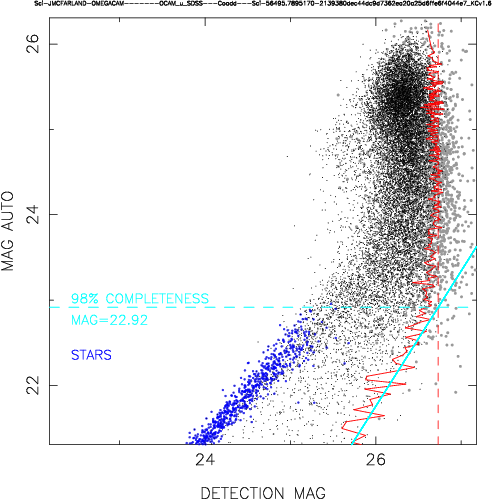 Sci-JMCFARLAND-OMEGACAM-------OCAM_u_SDSS---Coadd---Sci-56495.7895170-2139380dec44dc9d7362ea20a25d6ffe6f4044e7_KCv1.6
26
24
22
MAG AUTO
98% COMPLETENESS
MAG=22.92
STARS
24
26
DETECTION MAG